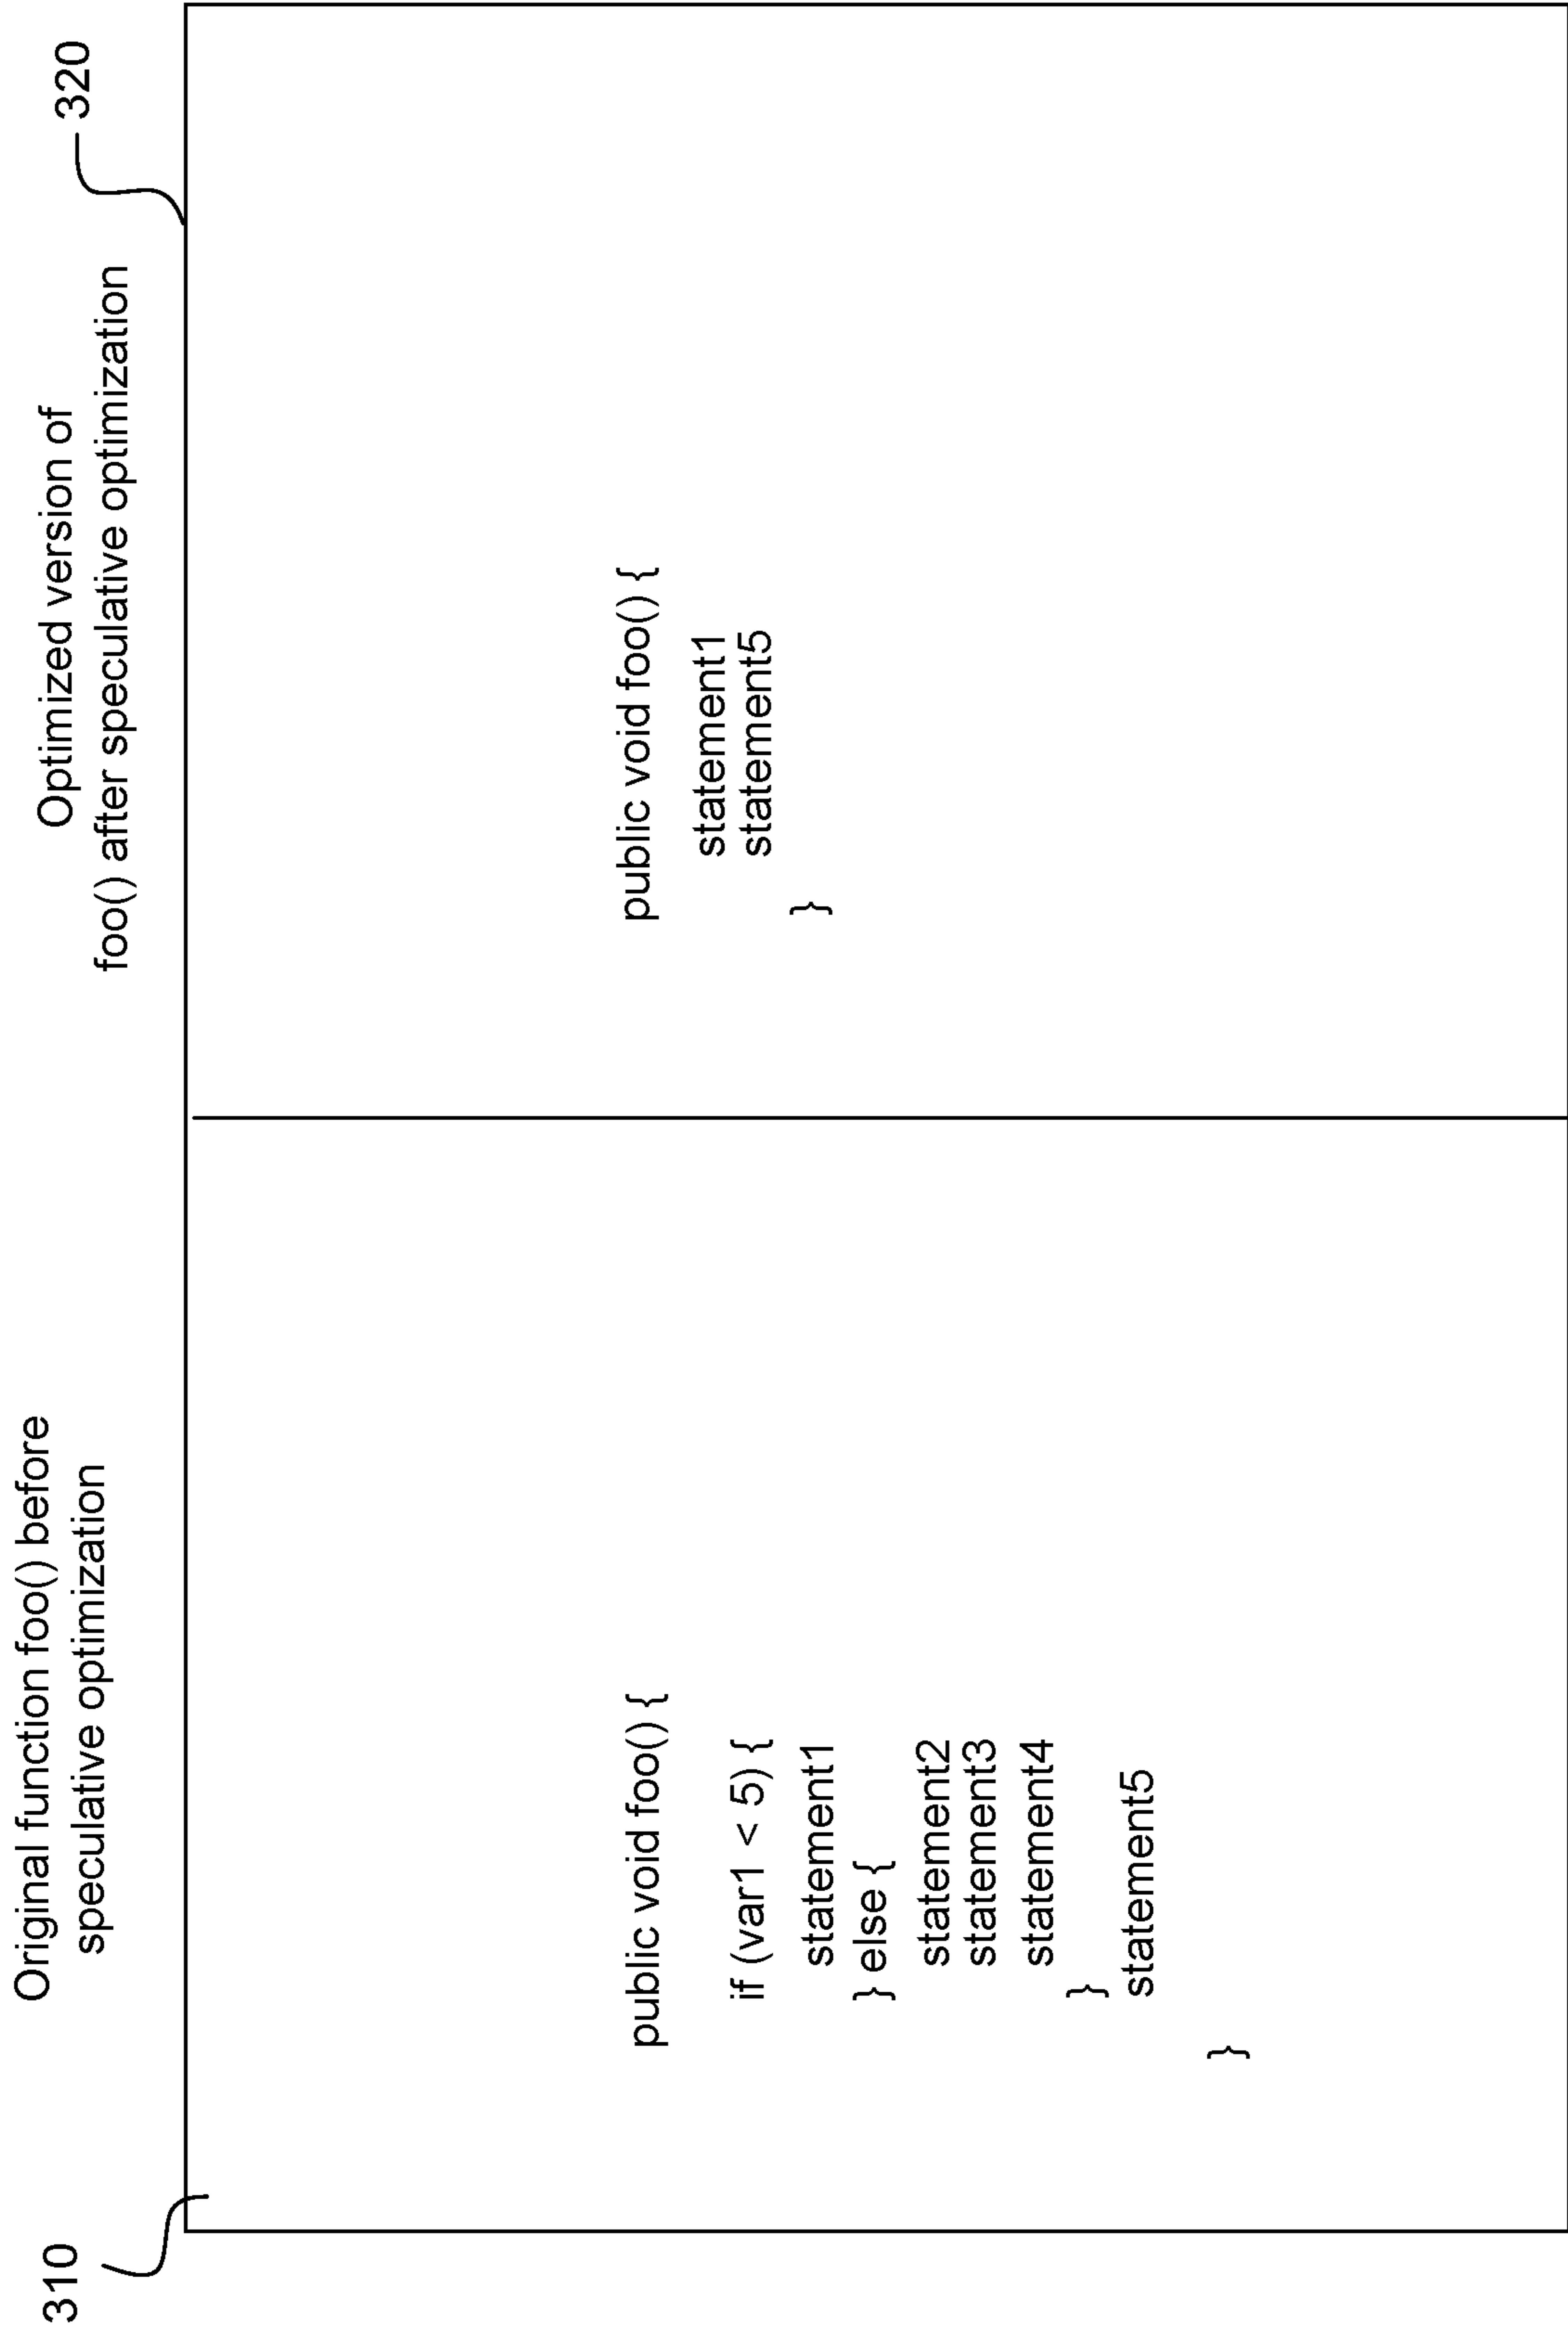 310
Original function foo() before
speculative optimization
public void foo() {
if (var1 < 5) {
statement1
} else {
statement2
statement3
statement4
}
statement5
}
Optimized version of
foo() after speculative optimization
320
public void foo() {
statement1
statement5
}